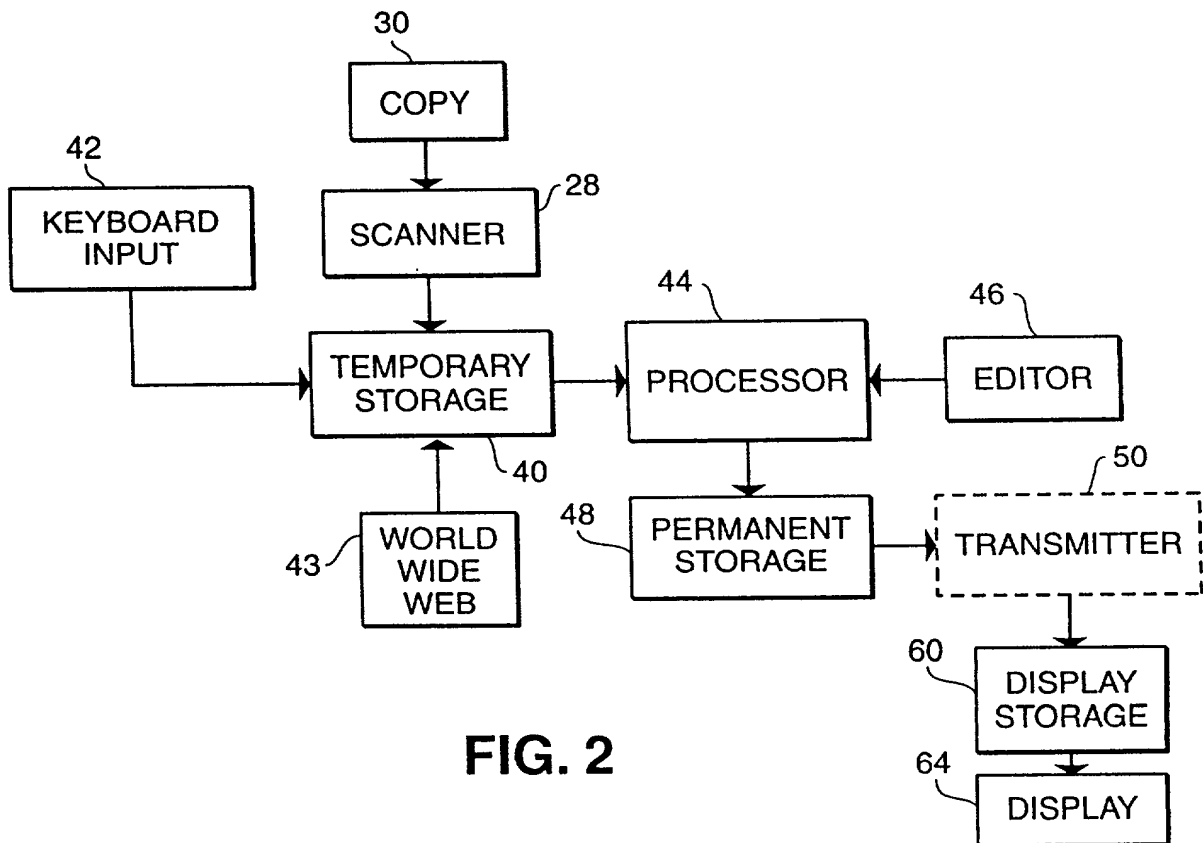 30
COPY
42
KEYBOARD
INPUT
28
SCANNER
44
PROCESSOR
46
EDITOR
TEMPORARY
STORAGE
40
43
WORLD
WIDE
WEB
48
PERMANENT
STORAGE
50
TRANSMITTER
60
DISPLAY
STORAGE
64
DISPLAY
FIG. 2